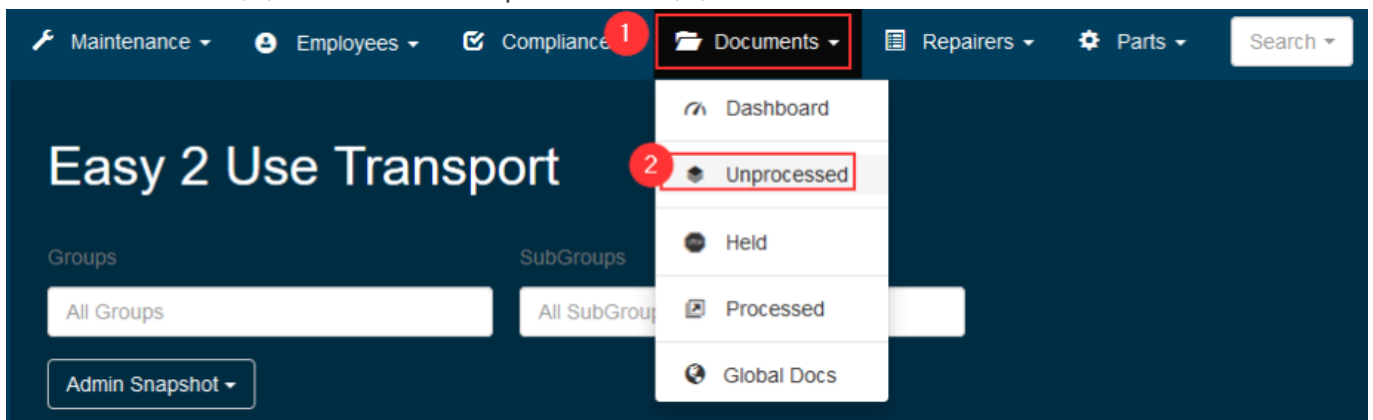 Maintenance Employees Compliance 1 Documents Repairers Parts Search
Dashboard
Easy 2 Use Transport
2 Unprocessed
Held
Groups SubGroups
All Groups All SubGrou
Processed
Admin Snapshot
Global Docs